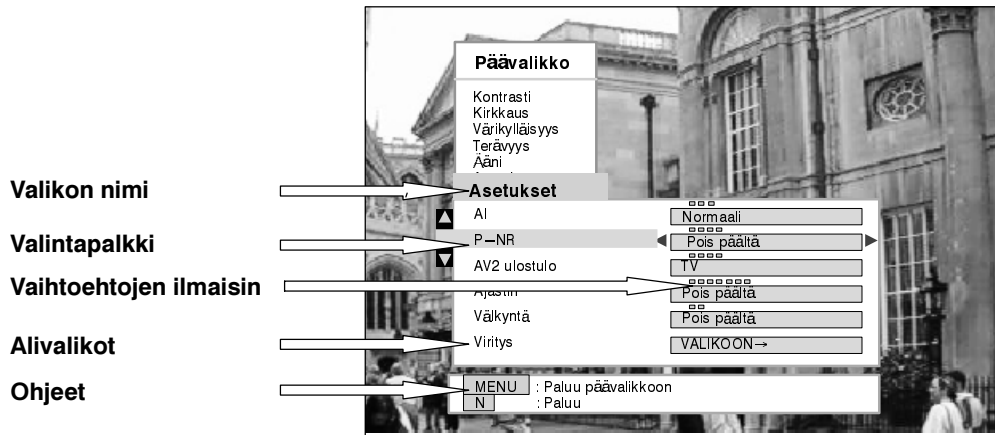 Päävalikko
Kontrasti
Kirkkaus
Värikylläisyys
Terävyys
Ääni
Valikon nimi
Asetukset
AI
Normaali
Valintapalkki
P–NR
Pois päältä
AV2 ulostulo
TV
Vaihtoehtojen ilmaisin
Ajastin
Pois päältä
Välkyntä
Pois päältä
Alivalikot
Viritys
VALIKOON→
Ohjeet
MENU : Paluu päävalikkoon
N : Paluu